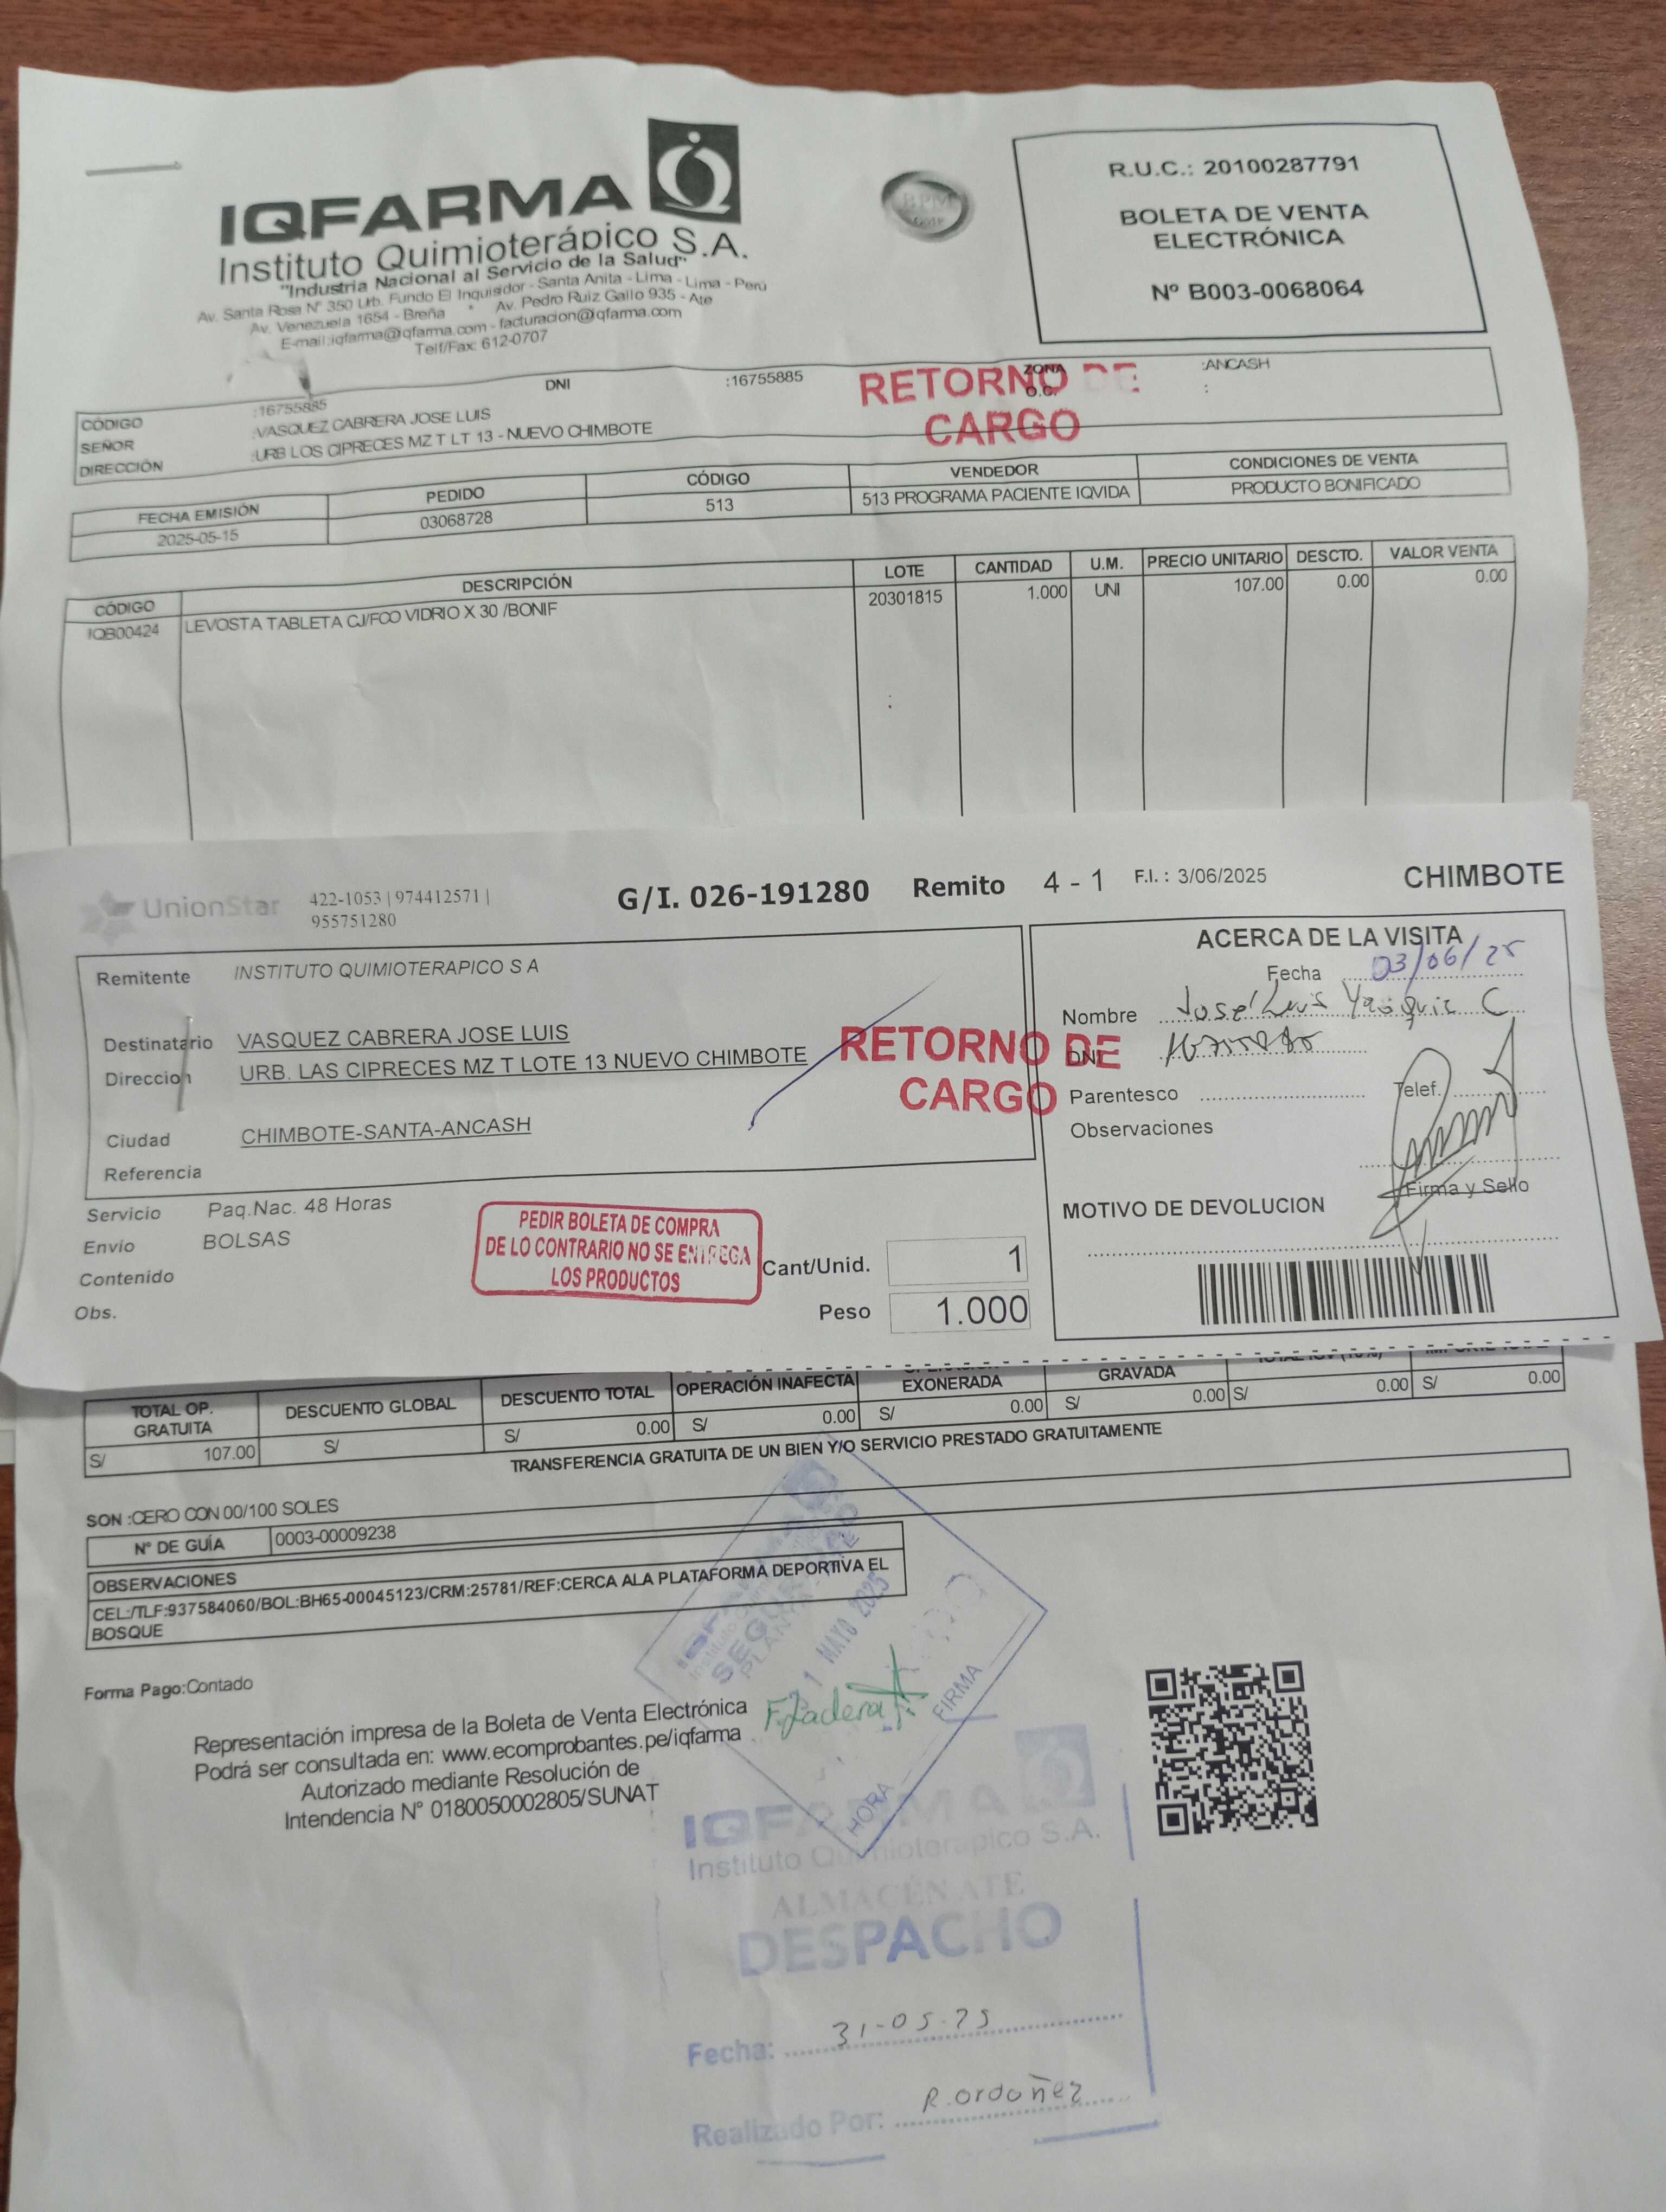 IQFARMA
Instituto Quimioterápico S.A.
"Industria Nacional al Servicio de la Salud"
Av. Santa Rosa N° 350 Urb. Fundo El Inquisidor - Santa Anita - Lima - Lima - Perú
Av. Venezuela 1654 - Breña * Av. Pedro Ruiz Gallo 935 - Ate
E-mail:iqfarma@iqfarma.com - facturacion@iqfarma.com
Telf/Fax: 612-0707
BPM
R.U.C.: 20100287791
BOLETA DE VENTA
ELECTRÓNICA
Nº B003-0068064
CÓDIGO :16755885 DNI :16755885 ZONA :ANCASH
SEÑOR :VASQUEZ CABRERA JOSE LUIS O.C. :
DIRECCIÓN :URB LOS CIPRECES MZ T LT 13 - NUEVO CHIMBOTE
RETORNO DE
CARGO
FECHA EMISIÓN PEDIDO CÓDIGO VENDEDOR CONDICIONES DE VENTA
2025-05-15 03068728 513 513 PROGRAMA PACIENTE IQVIDA PRODUCTO BONIFICADO
CÓDIGO DESCRIPCIÓN LOTE CANTIDAD U.M. PRECIO UNITARIO DESCTO. VALOR VENTA
IQB00424 LEVOSTA TABLETA CJ/FCO VIDRIO X 30 /BONIF 20301815 1.000 UNI 107.00 0.00 0.00
UnionStar 422-1053 | 974412571 |
955751280
G/I. 026-191280 Remito 4 - 1 F.I. : 3/06/2025 CHIMBOTE
Remitente INSTITUTO QUIMIOTERAPICO S A
Destinatario VASQUEZ CABRERA JOSE LUIS
Direccion URB. LAS CIPRECES MZ T LOTE 13 NUEVO CHIMBOTE
Ciudad CHIMBOTE-SANTA-ANCASH
Referencia
RETORNO DE
CARGO
ACERCA DE LA VISITA
Fecha 03/06/25
Nombre José Luis Vasquez C
DNI
Parentesco Telef.
Observaciones
Firma y Sello
MOTIVO DE DEVOLUCION
Servicio Paq.Nac. 48 Horas
Envio BOLSAS
Contenido
Obs.
PEDIR BOLETA DE COMPRA
DE LO CONTRARIO NO SE ENTREGA
LOS PRODUCTOS
Cant/Unid. 1
Peso 1.000
TOTAL OP. GRATUITA DESCUENTO GLOBAL DESCUENTO TOTAL OPERACIÓN INAFECTA EXONERADA GRAVADA
S/ 107.00 S/ S/ 0.00 S/ 0.00 S/ 0.00 S/ 0.00 S/ 0.00 S/ 0.00
TRANSFERENCIA GRATUITA DE UN BIEN Y/O SERVICIO PRESTADO GRATUITAMENTE
SON :CERO CON 00/100 SOLES
N° DE GUÍA 0003-00009238
OBSERVACIONES
CEL:/TLF:937584060/BOL:BH65-00045123/CRM:25781/REF:CERCA ALA PLATAFORMA DEPORTIVA EL
BOSQUE
Forma Pago:Contado
Representación impresa de la Boleta de Venta Electrónica
Podrá ser consultada en: www.ecomprobantes.pe/iqfarma
Autorizado mediante Resolución de
Intendencia N° 0180050002805/SUNAT
MAYO 2025
FIRMA
HORA
IQFARMA
Instituto Quimioterapico S.A.
ALMACÉN ATE
DESPACHO
Fecha: 31-05-25
Realizado Por: R. Ordoñez